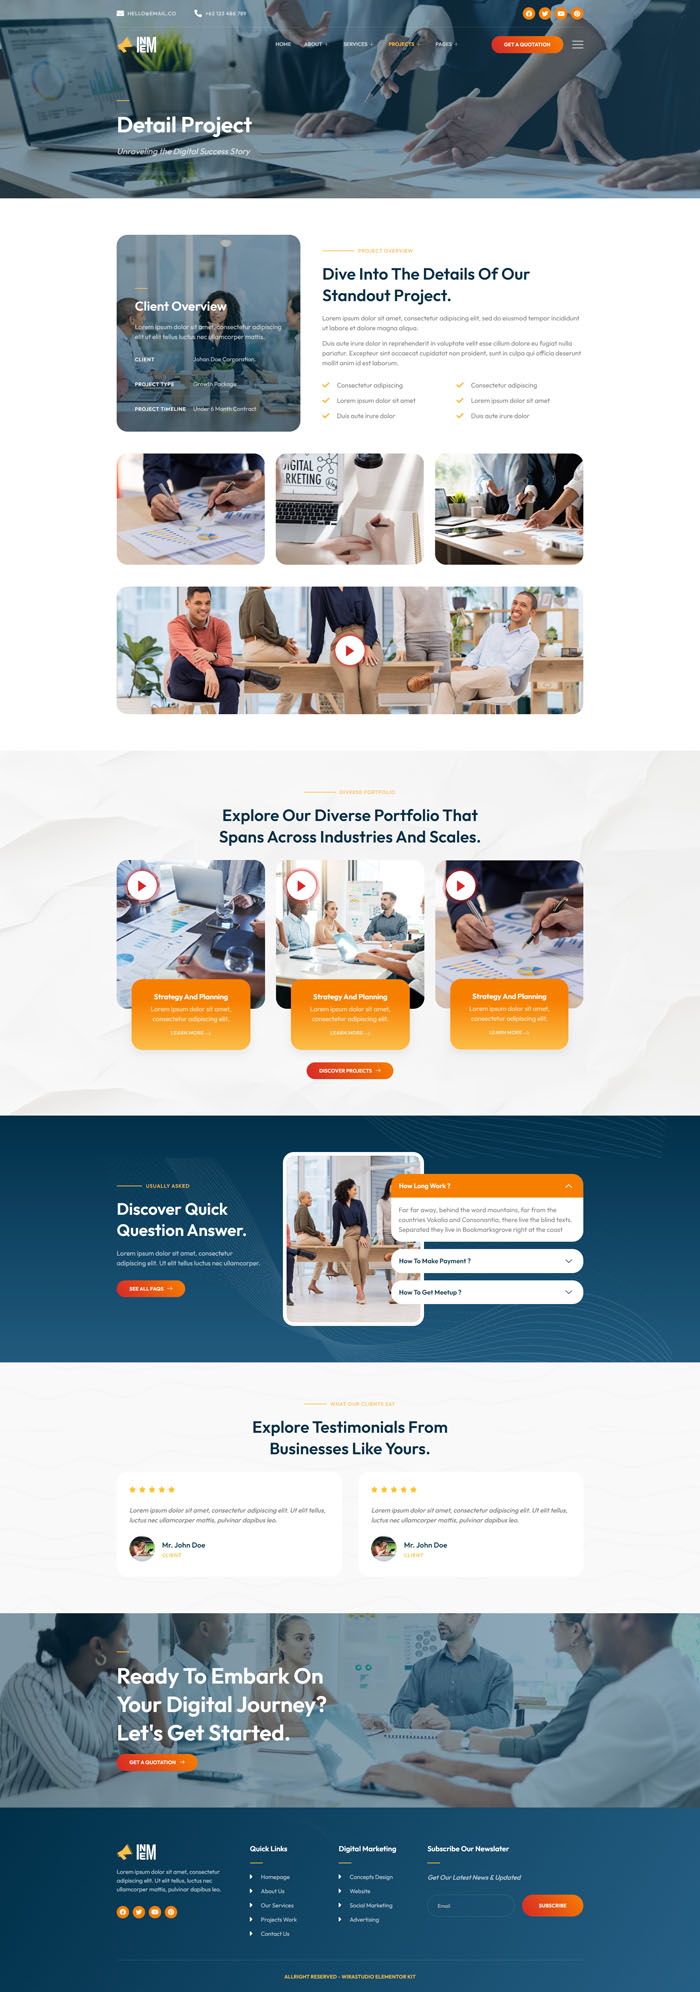 HELLO@EMAIL.CO
+62 123 486 789
INM
TEM
HOME
ABOUT +
SERVICES +
PROJECTS +
PAGES +
GET A QUOTATION
Detail Project
Unraveling the Digital Success Story
Client Overview
Lorem ipsum dolor sit amet, consectetur adipiscing
elit ut elit tellus luctus nec ullamcorper mattis.
CLIENT
Johan Doe Corporation.
PROJECT TYPE
Growth Package
PROJECT TIMELINE
Under 6 Month Contract
PROJECT OVERVIEW
Dive Into The Details Of Our
Standout Project.
Lorem ipsum dolor sit amet, consectetur adipiscing elit, sed do eiusmod tempor incididunt
ut labore et dolore magna aliqua.
Duis aute irure dolor in reprehenderit in voluptate velit esse cillum dolore eu fugiat nulla
pariatur. Excepteur sint occaecat cupidatat non proident, sunt in culpa qui officia deserunt
mollit anim id est laborum.
Consectetur adipiscing
Consectetur adipiscing
Lorem ipsum dolor sit amet
Lorem ipsum dolor sit amet
Duis aute irure dolor
Duis aute irure dolor
DIGITAL
MARKETING
DIVERSE PORTFOLIO
Explore Our Diverse Portfolio That
Spans Across Industries And Scales.
Strategy And Planning
Lorem ipsum dolor sit amet,
consectetur adipiscing elit.
LEARN MORE
Strategy And Planning
Lorem ipsum dolor sit amet,
consectetur adipiscing elit.
LEARN MORE
Strategy And Planning
Lorem ipsum dolor sit amet,
consectetur adipiscing elit.
LEARN MORE
DISCOVER PROJECTS
USUALLY ASKED
Discover Quick
Question Answer.
Lorem ipsum dolor sit amet, consectetur
adipiscing elit. Ut elit tellus luctus nec ullamcorper.
SEE ALL FAQS
How Long Work ?
Far far away, behind the word mountains, far from the
countries Vokalia and Consonantia, there live the blind texts.
Separated they live in Bookmarksgrove right at the coast
How To Make Payment ?
How To Get Meetup ?
WHAT OUR CLIENTS SAY
Explore Testimonials From
Businesses Like Yours.
Lorem ipsum dolor sit amet, consectetur adipiscing elit. Ut elit tellus,
luctus nec ullamcorper mattis, pulvinar dapibus leo.
Mr. John Doe
CLIENT
Lorem ipsum dolor sit amet, consectetur adipiscing elit. Ut elit tellus,
luctus nec ullamcorper mattis, pulvinar dapibus leo.
Mr. John Doe
CLIENT
Ready To Embark On
Your Digital Journey?
Let's Get Started.
GET A QUOTATION
Lorem ipsum dolor sit amet, consectetur
adipiscing elit. Ut elit tellus, luctus nec
ullamcorper mattis, pulvinar dapibus leo.
Quick Links
Homepage
About Us
Our Services
Projects Work
Contact Us
Digital Marketing
Concepts Design
Website
Social Marketing
Advertising
Subscribe Our Newslater
Get Our Latest News & Updated
Email
SUBSCRIBE
ALLRIGHT RESERVED - WIRASTUDIO ELEMENTOR KIT